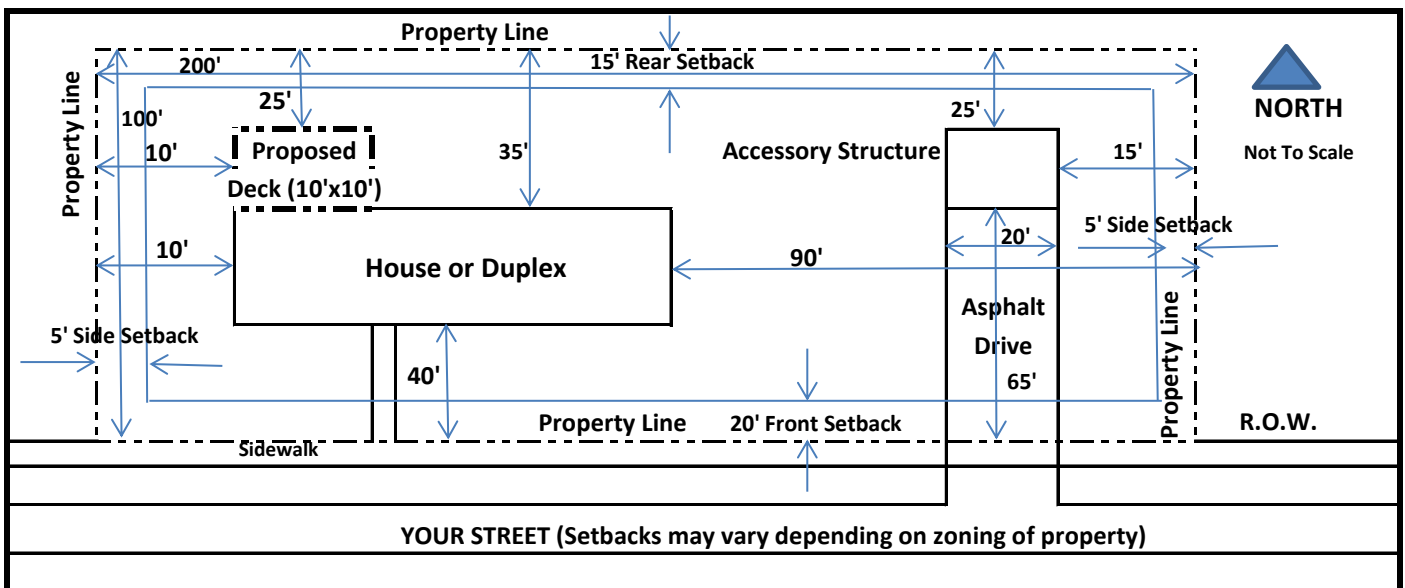 Property Line
200'
15' Rear Setback
NORTH
Not To Scale
Property Line
100'
25'
25'
10'
Proposed
Deck (10'x10')
35'
Accessory Structure
15'
10'
House or Duplex
90'
20'
5' Side Setback
Asphalt
Drive
65'
5' Side Setback
40'
Property Line
20' Front Setback
Property Line
R.O.W.
Sidewalk
YOUR STREET (Setbacks may vary depending on zoning of property)